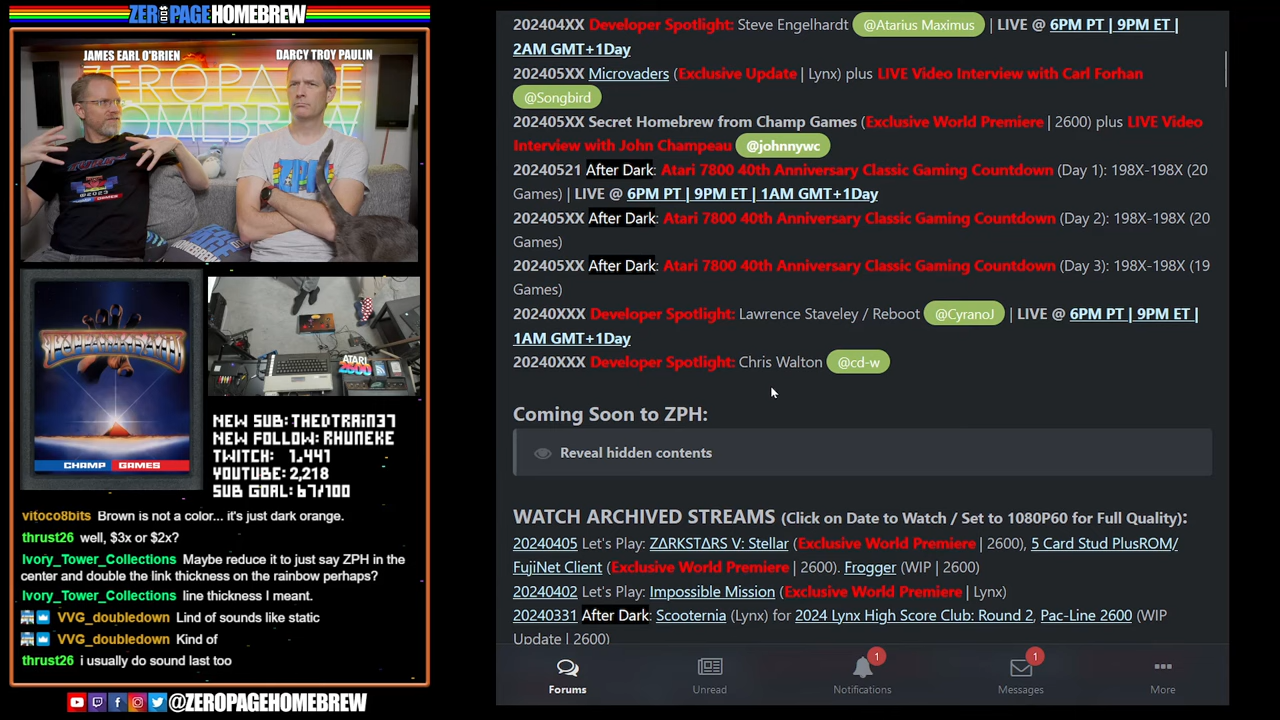 ZERO$ PAGE HOMEBREW
JAMES EARL O'BRIEN
DARCY TROY PAULIN
ZEROPAGE
HOMEBREW
©2023
CHAMP GAMES
ATARI
2600
NEW SUB: THEDTRAIN37
NEW FOLLOW: RHUNEKE
TWITCH: 1,441
YOUTUBE: 2,218
SUB GOAL: 67/100
vitoco8bits Brown is not a color... it's just dark orange.
thrust26 well, $3x or $2x?
Ivory_Tower_Collections Maybe reduce it to just say ZPH in the
center and double the link thickness on the rainbow perhaps?
Ivory_Tower_Collections line thickness I meant.
VVG_doubledown Lind of sounds like static
VVG_doubledown Kind of
thrust26 i usually do sound last too
@ZEROPAGEHOMEBREW
202404XX Developer Spotlight: Steve Engelhardt @Atarius Maximus | LIVE @ 6PM PT | 9PM ET |
2AM GMT+1Day
202405XX Microvaders (Exclusive Update | Lynx) plus LIVE Video Interview with Carl Forhan
@Songbird
202405XX Secret Homebrew from Champ Games (Exclusive World Premiere | 2600) plus LIVE Video
Interview with John Champeau @johnnywc
20240521 After Dark: Atari 7800 40th Anniversary Classic Gaming Countdown (Day 1): 198X-198X (20
Games) | LIVE @ 6PM PT | 9PM ET | 1AM GMT+1Day
202405XX After Dark: Atari 7800 40th Anniversary Classic Gaming Countdown (Day 2): 198X-198X (20
Games)
202405XX After Dark: Atari 7800 40th Anniversary Classic Gaming Countdown (Day 3): 198X-198X (19
Games)
20240XXX Developer Spotlight: Lawrence Staveley / Reboot @CyranoJ | LIVE @ 6PM PT | 9PM ET |
1AM GMT+1Day
20240XXX Developer Spotlight: Chris Walton @cd-w
Coming Soon to ZPH:
Reveal hidden contents
WATCH ARCHIVED STREAMS (Click on Date to Watch / Set to 1080P60 for Full Quality):
20240405 Let's Play: ZΔRKSTΔRS V: Stellar (Exclusive World Premiere | 2600), 5 Card Stud PlusROM/
FujiNet Client (Exclusive World Premiere | 2600). Frogger (WIP | 2600)
20240402 Let's Play: Impossible Mission (Exclusive World Premiere | Lynx)
20240331 After Dark: Scooternia (Lynx) for 2024 Lynx High Score Club: Round 2, Pac-Line 2600 (WIP
Update | 2600)
Forums
Unread
1
Notifications
1
Messages
More